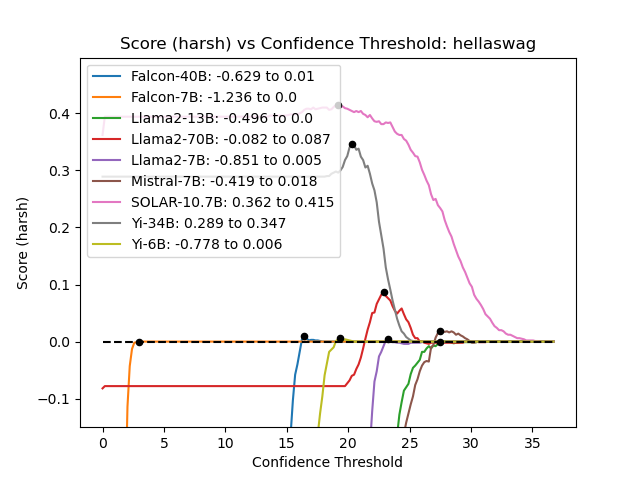 Score (harsh) vs Confidence Threshold: hellaswag
Falcon-40B: -0.629 to 0.01
Falcon-7B: -1.236 to 0.0
Llama2-13B: -0.496 to 0.0
Llama2-70B: -0.082 to 0.087
Llama2-7B: -0.851 to 0.005
Mistral-7B: -0.419 to 0.018
SOLAR-10.7B: 0.362 to 0.415
Yi-34B: 0.289 to 0.347
Yi-6B: -0.778 to 0.006
Score (harsh)
0.4
0.3
0.2
0.1
0.0
−0.1
0 5 10 15 20 25 30 35
Confidence Threshold